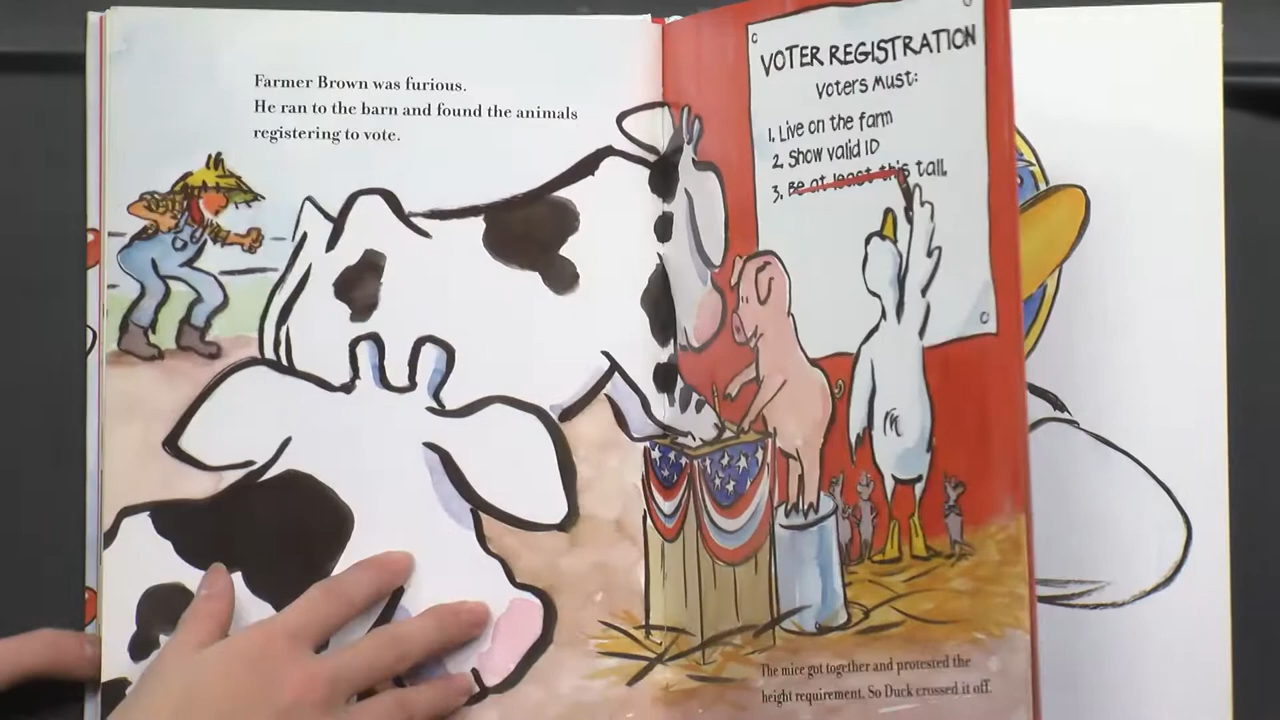 Farmer Brown was furious.
He ran to the barn and found the animals
registering to vote.
VOTER REGISTRATION
Voters Must:
1. Live on the farm
2. Show valid ID
3. Be at least this tall.
The mice got together and protested the
height requirement. So Duck crossed it off.